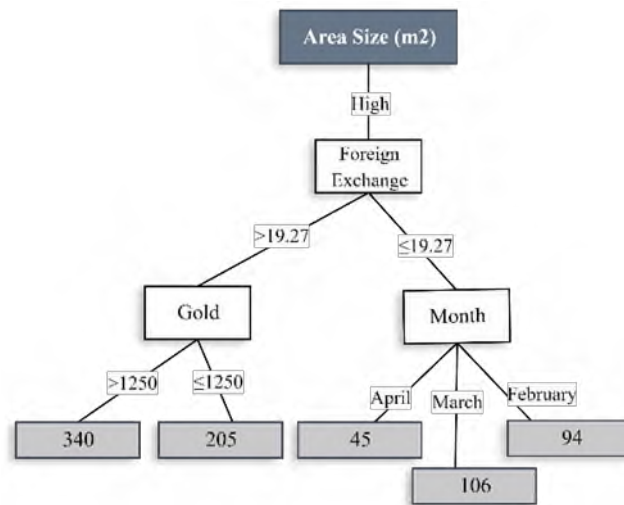 Area Size (m2)
High
Foreign
Exchange
>19.27
≤19.27
Gold
Month
>1250
≤1250
April
March
February
340
205
45
94
106